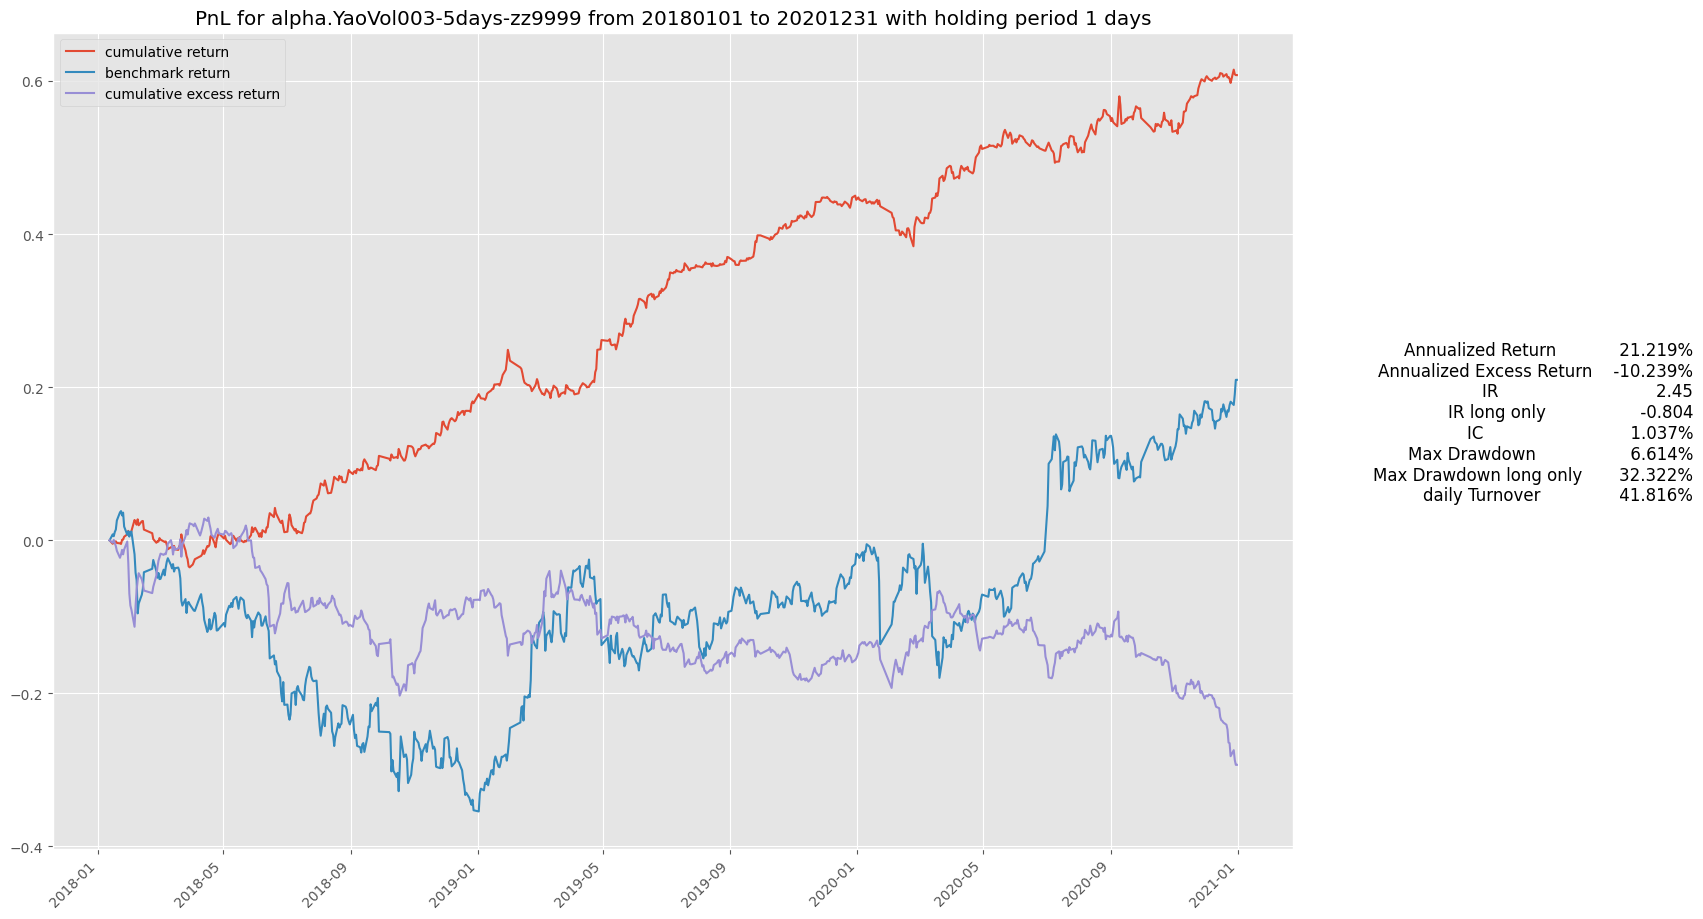 PnL for alpha.YaoVol003-5days-zz9999 from 20180101 to 20201231 with holding period 1 days
cumulative return
benchmark return
cumulative excess return
0.6
0.4
0.2
0.0
−0.2
−0.4
2018-01
2018-05
2018-09
2019-01
2019-05
2019-09
2020-01
2020-05
2020-09
2021-01
Annualized Return 21.219%
Annualized Excess Return -10.239%
IR 2.45
IR long only -0.804
IC 1.037%
Max Drawdown 6.614%
Max Drawdown long only 32.322%
daily Turnover 41.816%